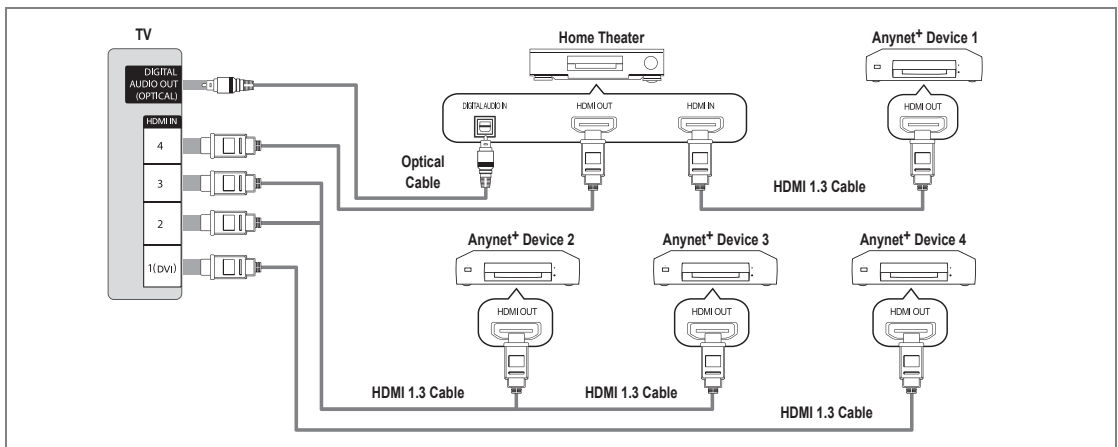 TV
Home Theater
Anynet+ Device 1
DIGITAL
AUDIO OUT
(OPTICAL)
DIGITAL AUDIO IN
HDMI OUT
HDMI IN
HDMI OUT
HDMI IN
4
3
2
1(DVI)
Optical
Cable
HDMI 1.3 Cable
Anynet+ Device 2
Anynet+ Device 3
Anynet+ Device 4
HDMI OUT
HDMI OUT
HDMI OUT
HDMI 1.3 Cable
HDMI 1.3 Cable
HDMI 1.3 Cable